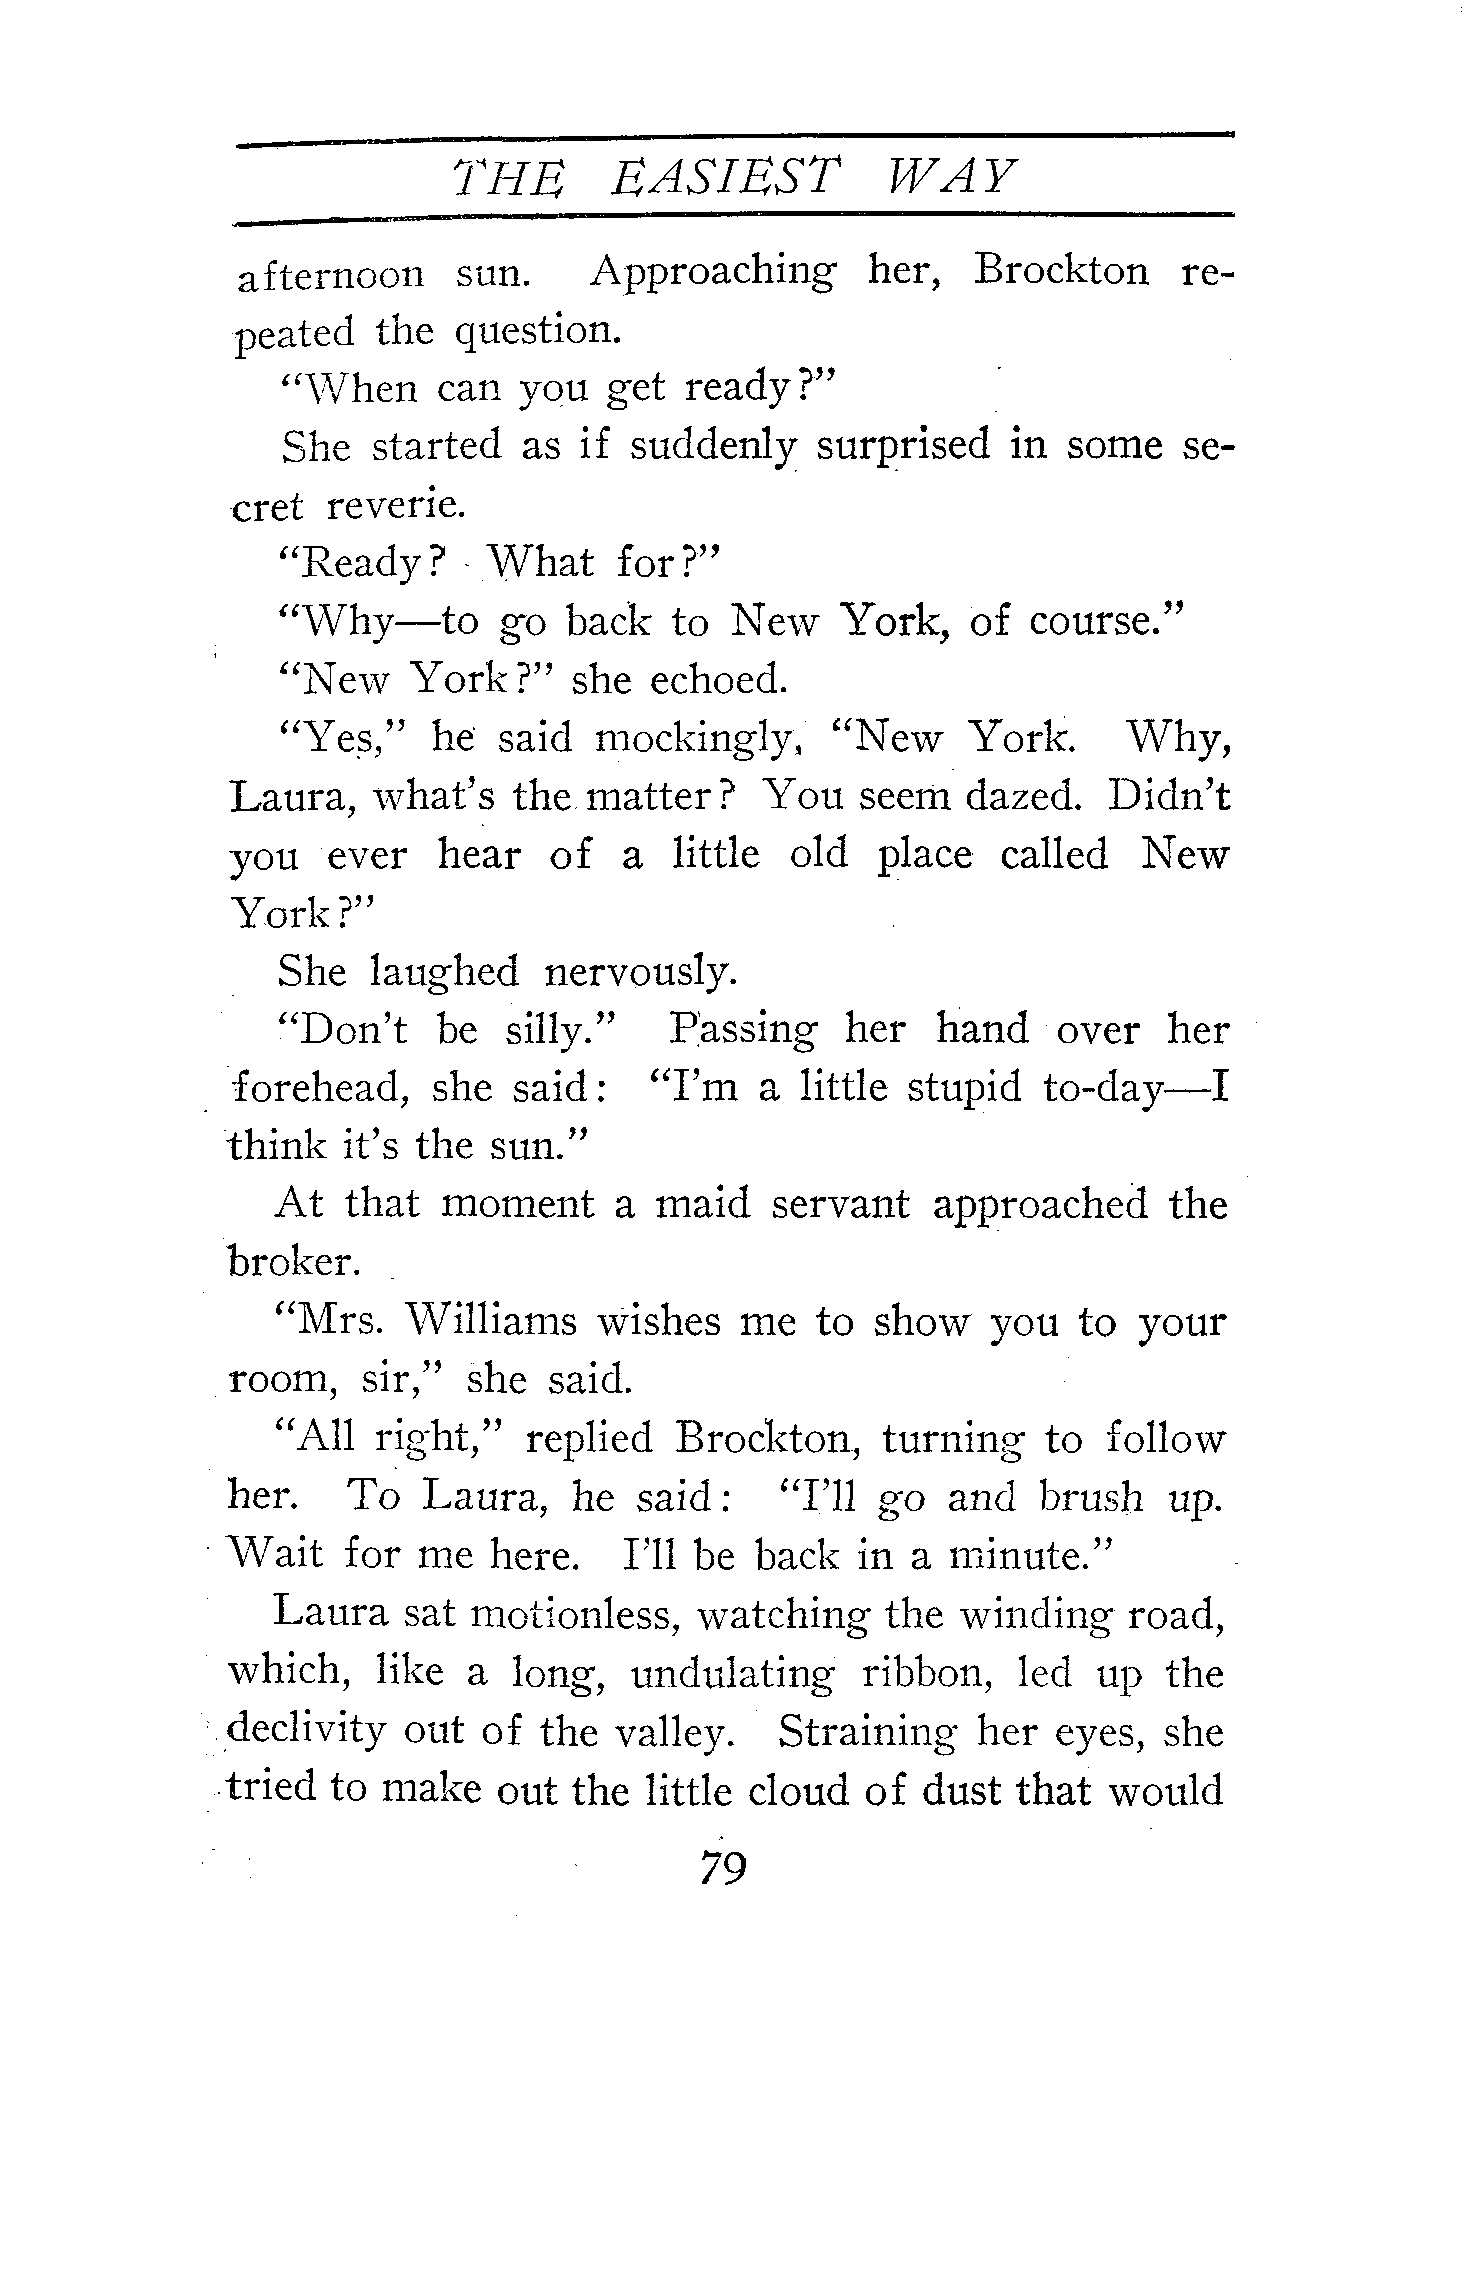 THE EASIEST WAY
afternoon sun. Approaching her, Brockton re-
peated the question.
"When can you get ready?"
She started as if suddenly surprised in some se-
cret reverie.
"Ready? What for?"
"Why—to go back to New York, of course."
"New York?" she echoed.
"Yes," he said mockingly, "New York. Why,
Laura, what's the matter? You seem dazed. Didn't
you ever hear of a little old place called New
York?"
She laughed nervously.
"Don't be silly." Passing her hand over her
forehead, she said: "I'm a little stupid to-day—I
think it's the sun."
At that moment a maid servant approached the
broker.
"Mrs. Williams wishes me to show you to your
room, sir," she said.
"All right," replied Brockton, turning to follow
her. To Laura, he said: "I'll go and brush up.
Wait for me here. I'll be back in a minute."
Laura sat motionless, watching the winding road,
which, like a long, undulating ribbon, led up the
declivity out of the valley. Straining her eyes, she
tried to make out the little cloud of dust that would
79